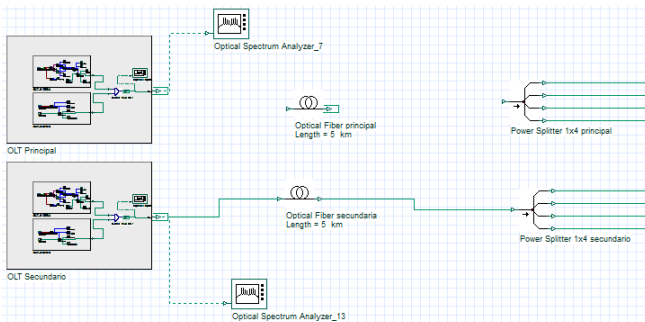 Optical Spectrum Analyzer_7
Optical Fiber principal
Length = 5 km
Power Splitter 1x4 principal
OLT Principal
Optical Fiber secundaria
Length = 5 km
Power Splitter 1x4 secundario
OLT Secundario
Optical Spectrum Analyzer_13